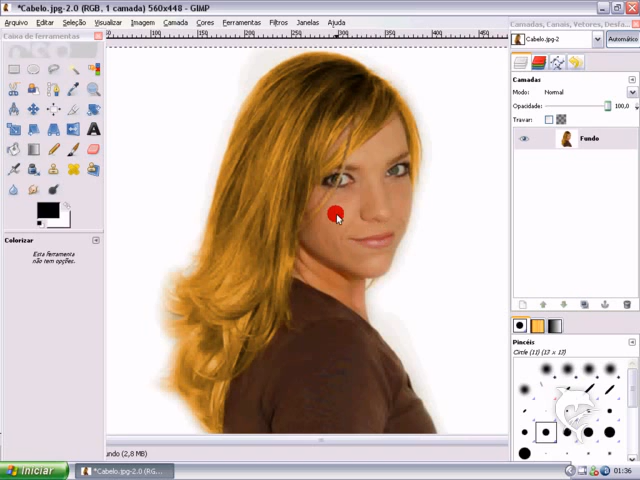 *Cabelo.jpg-2.0 (RGB, 1 camada) 560x448 – GIMP
Arquivo Editar Seleção Visualizar Imagem Camada Cores Ferramentas Filtros Janelas Ajuda
Caixa de ferramentas
Camadas, Canais, Vetores, Desfaz
Cabelo.jpg-2
Automático
Camadas
Modo: Normal
Opacidade: 100,0
Travar:
Fundo
Colorizar
Esta ferramenta
não tem opções.
Pincéis
Circle (11) (13 × 13)
undo (2,8 MB)
Iniciar
*Cabelo.jpg-2.0 (RG...
01:36